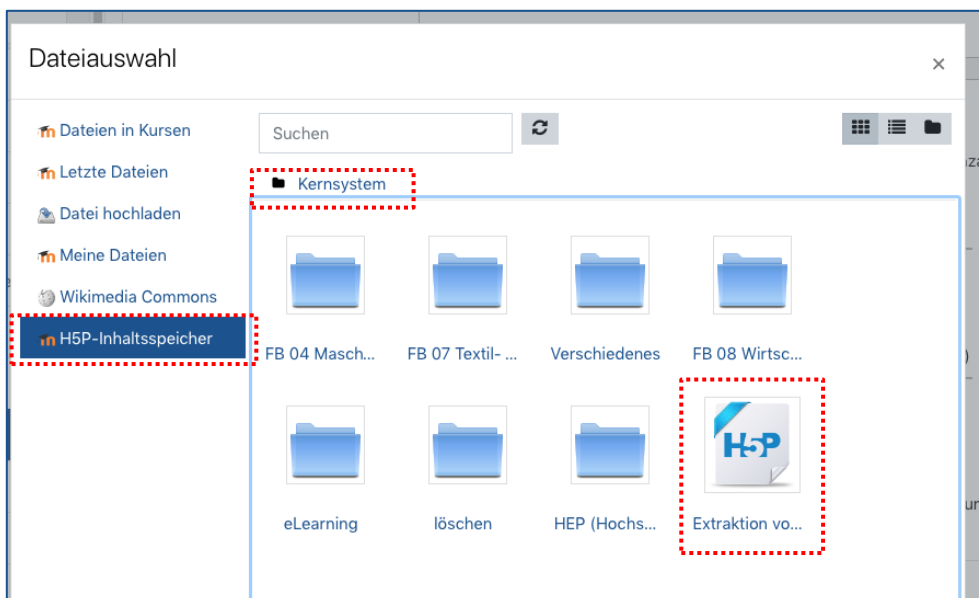 Dateiauswahl
×
Dateien in Kursen
Letzte Dateien
Datei hochladen
Meine Dateien
Wikimedia Commons
H5P-Inhaltsspeicher
Suchen
Kernsystem
FB 04 Masch...
FB 07 Textil- ...
Verschiedenes
FB 08 Wirtsc...
H5P
eLearning
löschen
HEP (Hochs...
Extraktion vo...